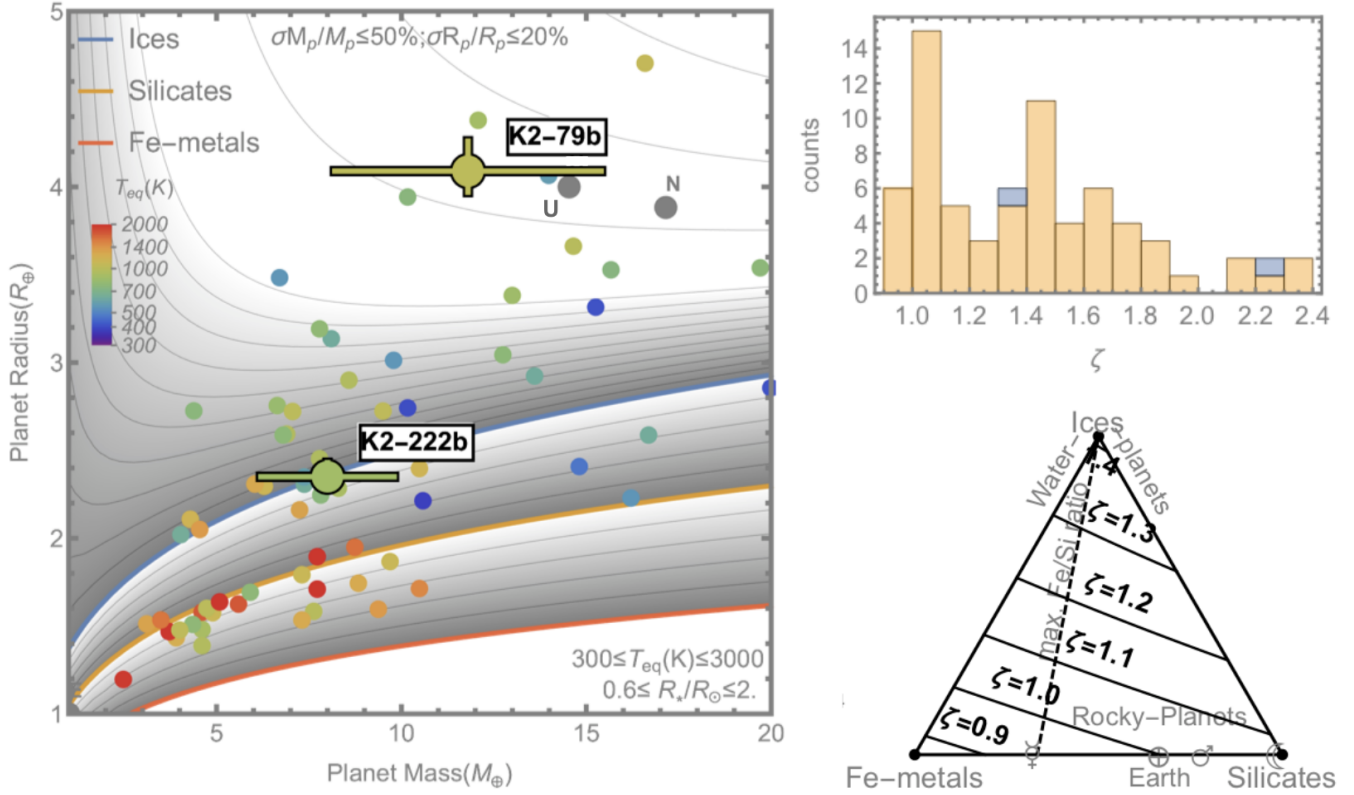 5
4
3
2
1
5
10
15
20
Planet Radius(R⊕)
Planet Mass(M⊕)
Ices
Silicates
Fe-metals
σMp/Mp≤50%;σRp/Rp≤20%
Teq(K)
2000
1400
1000
700
500
400
300
K2-79b
U
N
K2-222b
300≤Teq(K)≤3000
0.6≤ R⋆/R⊙≤2.
14
12
10
8
6
4
2
0
counts
1.0
1.2
1.4
1.6
1.8
2.0
2.2
2.4
ζ
Ices
Water-
-planets
ζ=1.3
ζ=1.2
ζ=1.1
ζ=1.0
ζ=0.9
max. Fe/Si ratio
Rocky-Planets
☿
⊕
♂
☾
Fe-metals
Earth
Silicates